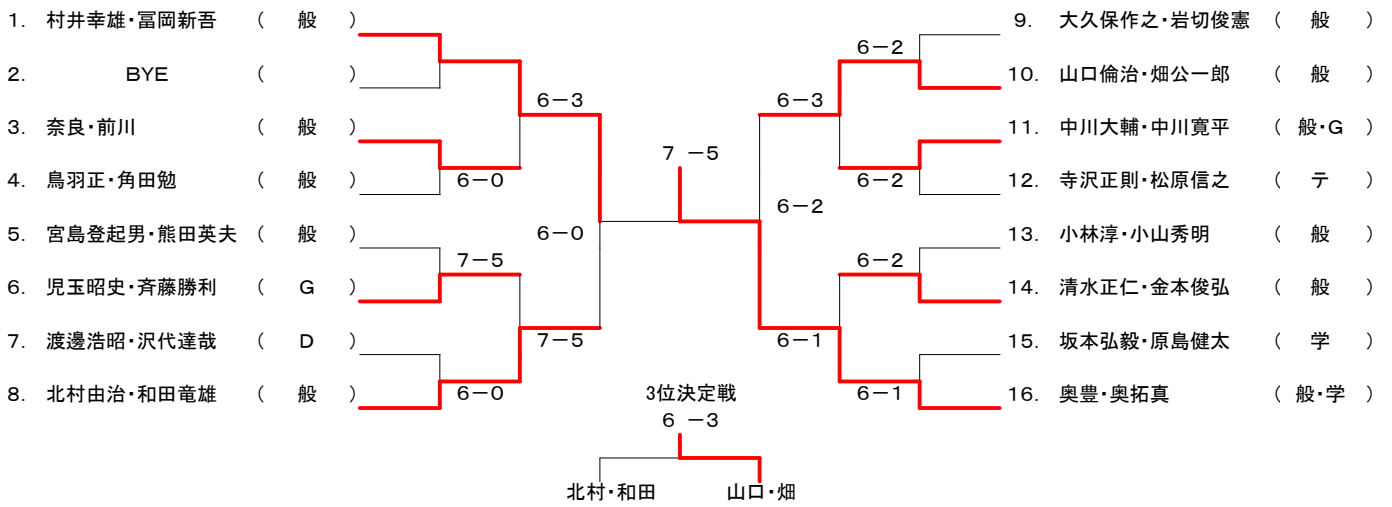 1. 村井幸雄・冨岡新吾 ( 般 )
2. BYE ( )
3. 奈良・前川 ( 般 )
4. 鳥羽正・角田勉 ( 般 )
5. 宮島登起男・熊田英夫 ( 般 )
6. 児玉昭史・斉藤勝利 ( G )
7. 渡邊浩昭・沢代達哉 ( D )
8. 北村由治・和田竜雄 ( 般 )
6-3
6-0
7-5
7-5
6-0
6-0
7 -5
6-2
6-3
6-2
6-2
6-2
6-1
6-1
9. 大久保作之・岩切俊憲 ( 般 )
10. 山口倫治・畑公一郎 ( 般 )
11. 中川大輔・中川寛平 ( 般・G )
12. 寺沢正則・松原信之 ( テ )
13. 小林淳・小山秀明 ( 般 )
14. 清水正仁・金本俊弘 ( 般 )
15. 坂本弘毅・原島健太 ( 学 )
16. 奥豊・奥拓真 ( 般・学 )
3位決定戦
6 -3
北村・和田 山口・畑